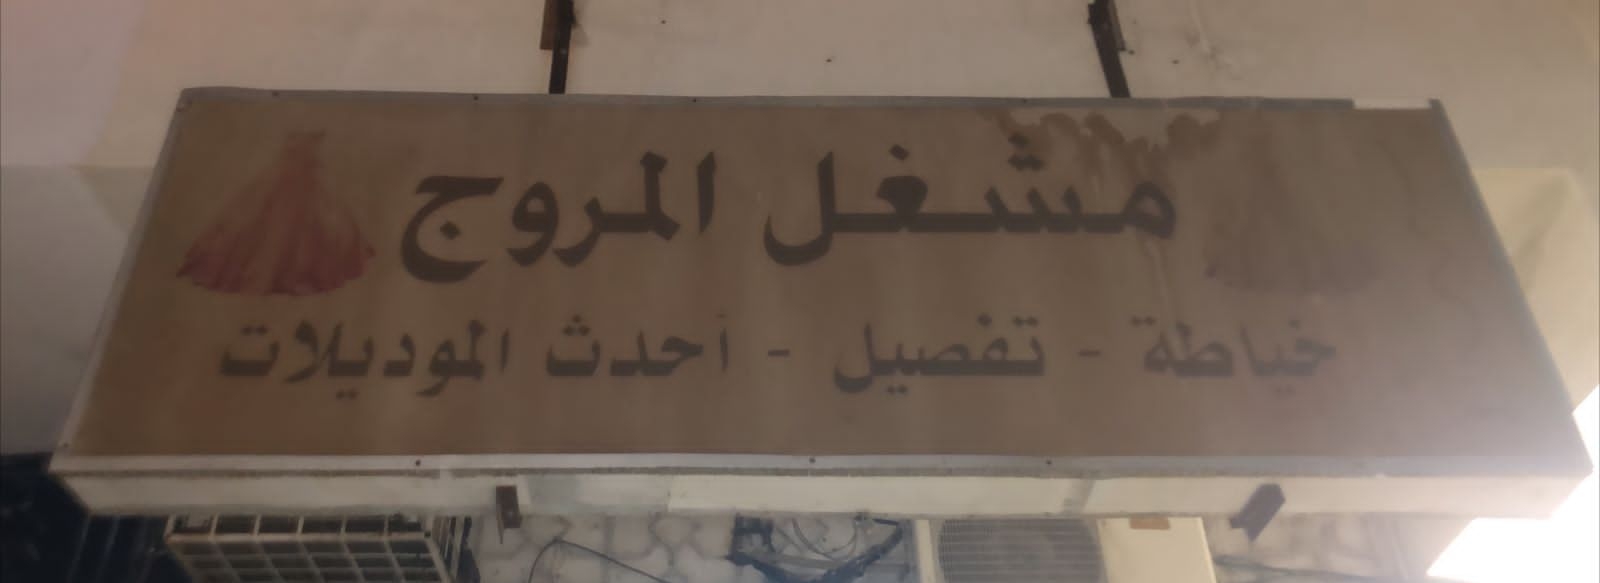 مشغل المروج
خياطة - تفصيل - أحدث الموديلات